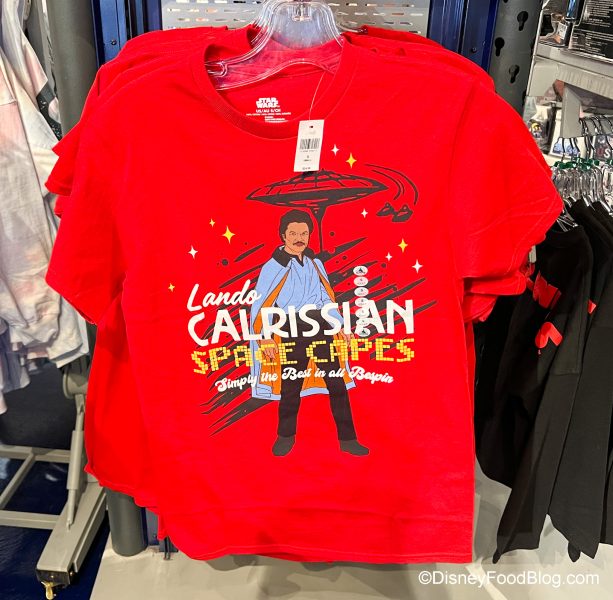 STAR
WARS
Lando
CALRISSIAN
SPACE CAPES
Simply the Best in all Bespin
©DisneyFoodBlog.com